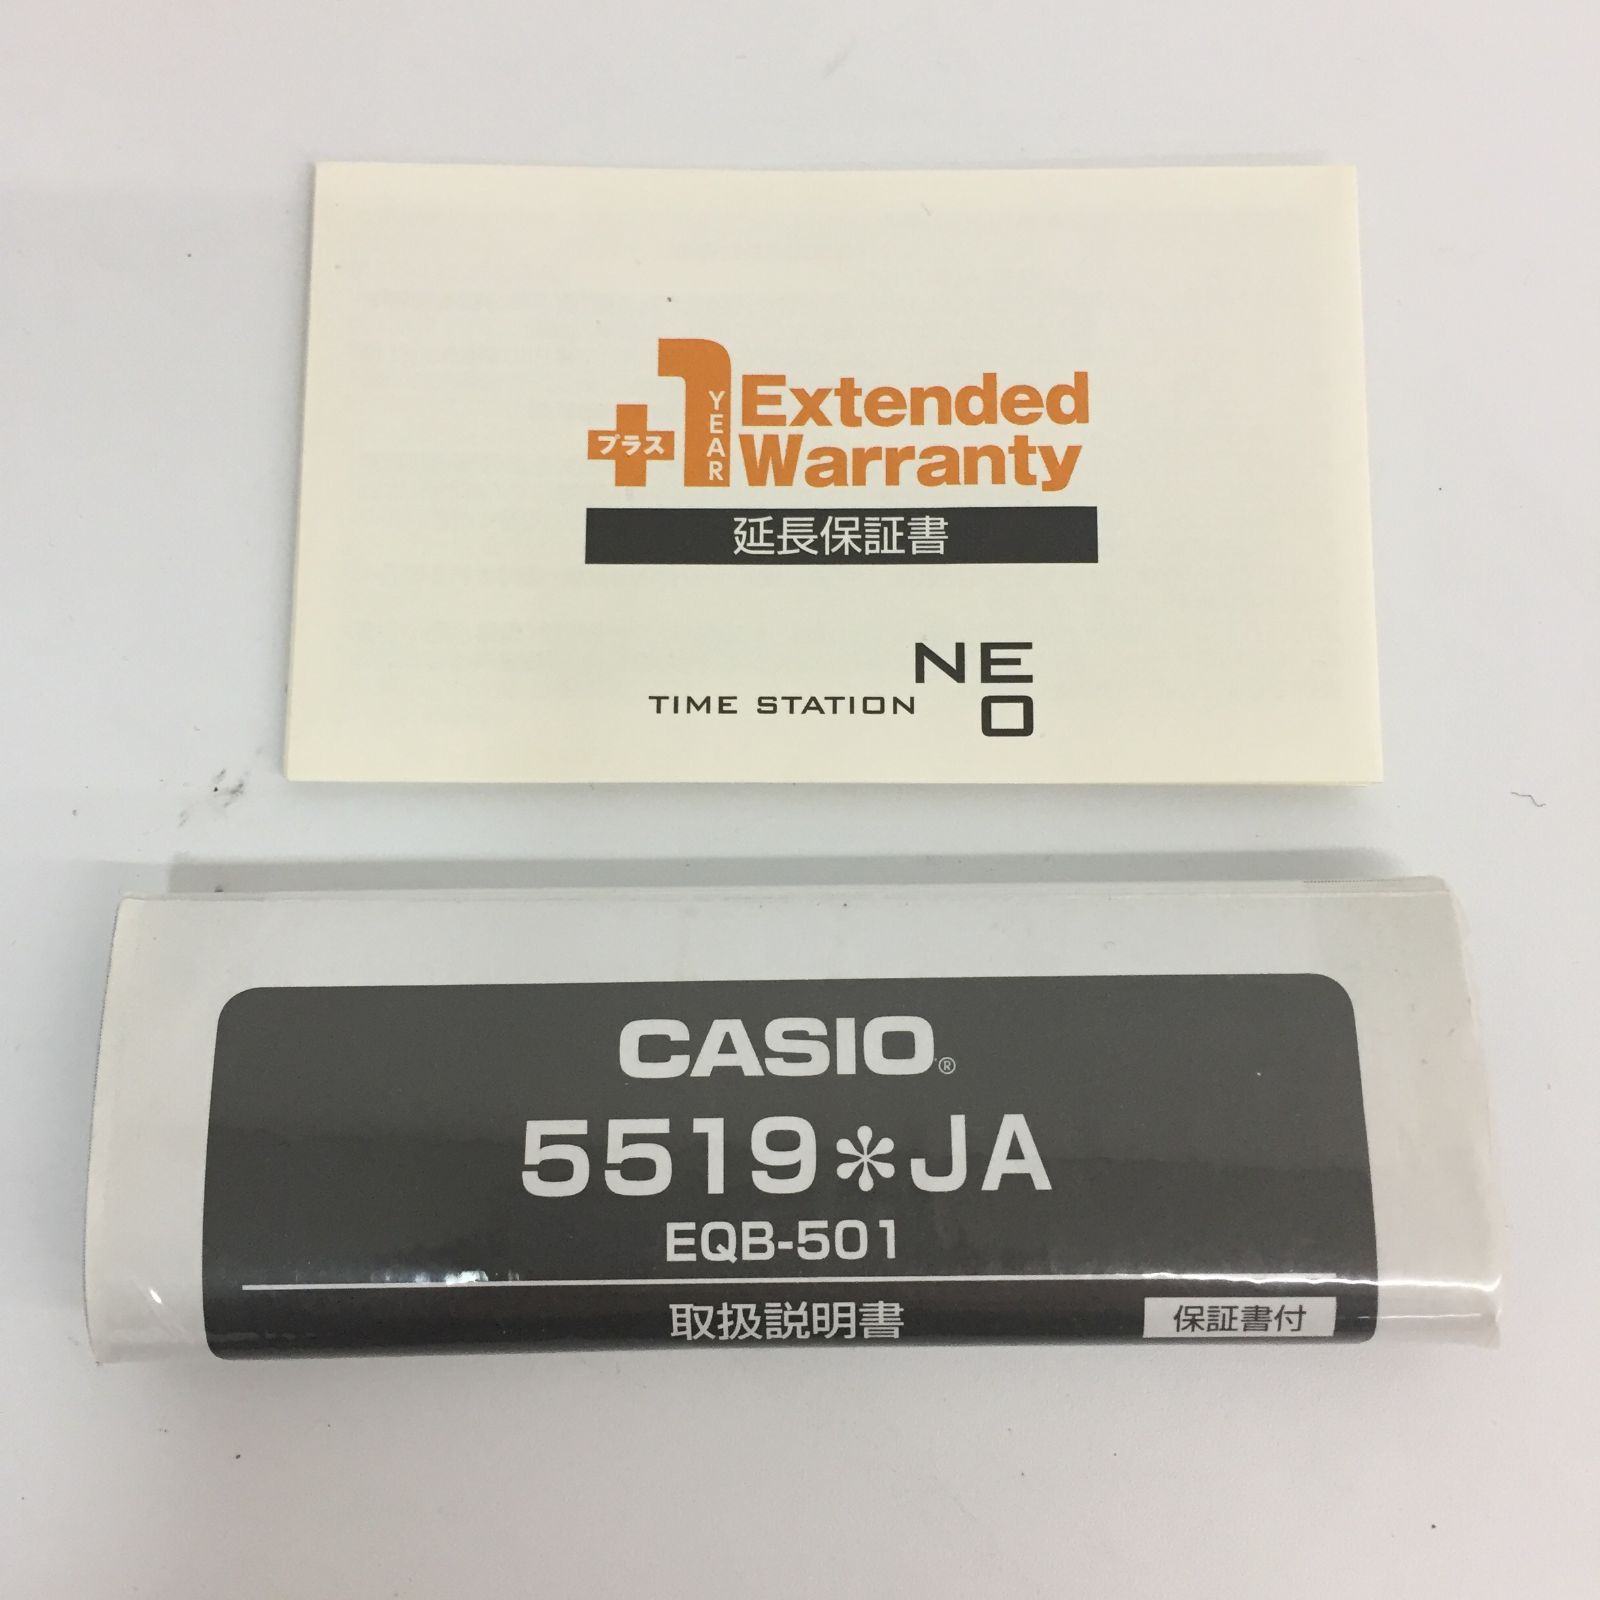 プラス
1
YEAR
Extended
Warranty
延長保証書
TIME STATION NEO
CASIO®
5519*JA
EQB-501
取扱説明書
保証書付